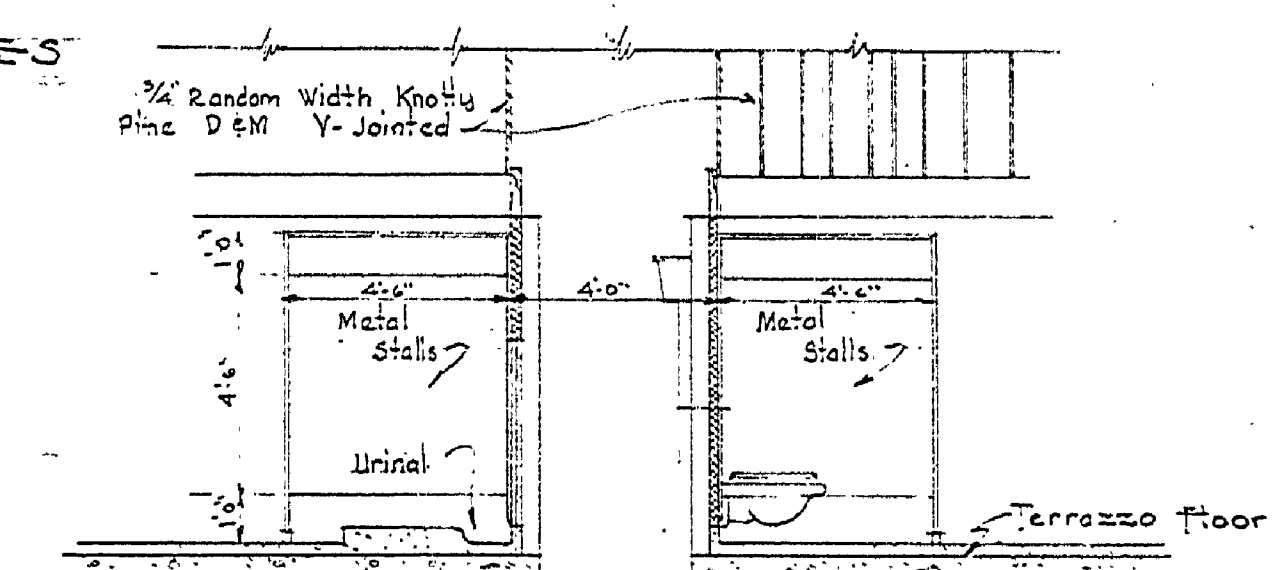 ES
3/4" Random Width Knotty
Pine D & M V-Jointed
1'-0"
4'-6"
4'-0"
4'-6"
Metal
Stalls
Metal
Stalls
4'-6"
Urinal
1'-0"
Terrazzo Floor